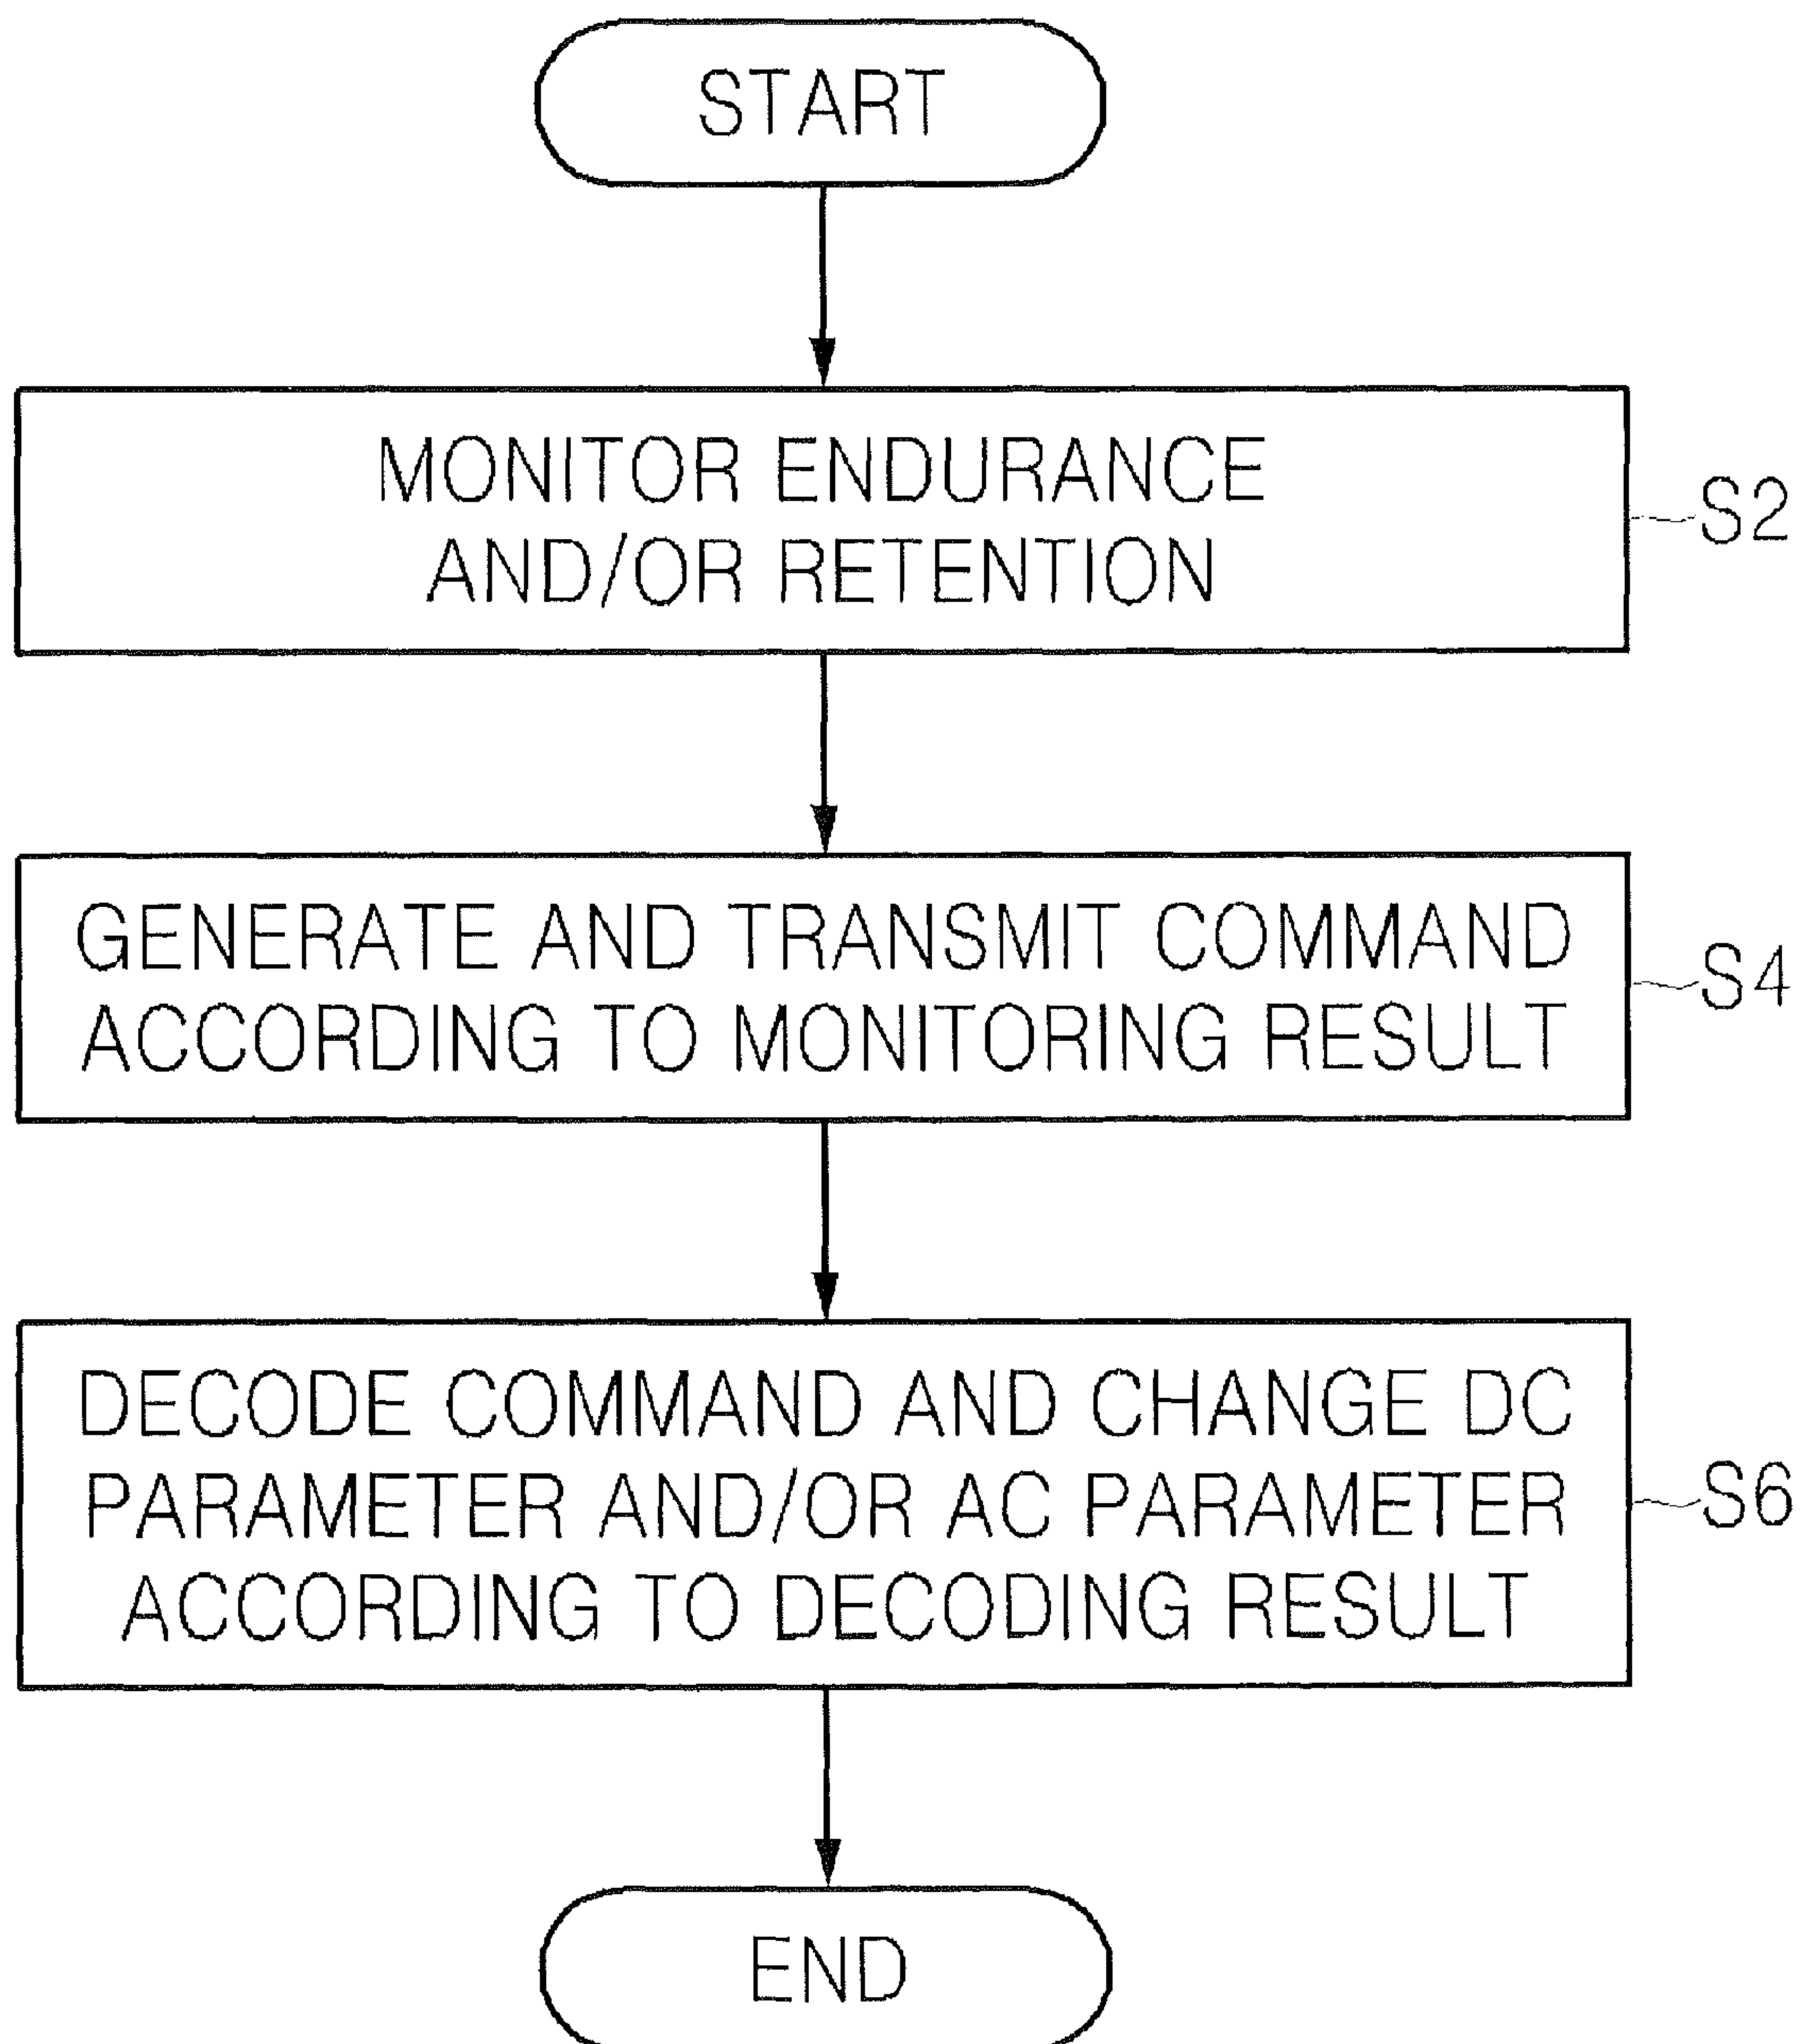 START
MONITOR ENDURANCE
AND/OR RETENTION
S2
GENERATE AND TRANSMIT COMMAND
ACCORDING TO MONITORING RESULT
S4
DECODE COMMAND AND CHANGE DC
PARAMETER AND/OR AC PARAMETER
ACCORDING TO DECODING RESULT
S6
END